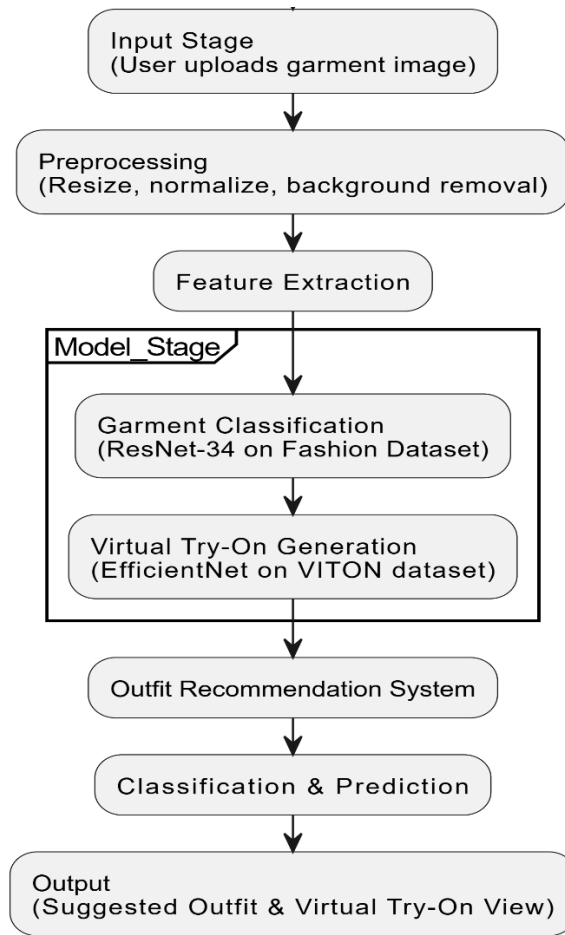 Input Stage
(User uploads garment image)
Preprocessing
(Resize, normalize, background removal)
Feature Extraction
Model_Stage
Garment Classification
(ResNet-34 on Fashion Dataset)
Virtual Try-On Generation
(EfficientNet on VITON dataset)
Outfit Recommendation System
Classification & Prediction
Output
(Suggested Outfit & Virtual Try-On View)